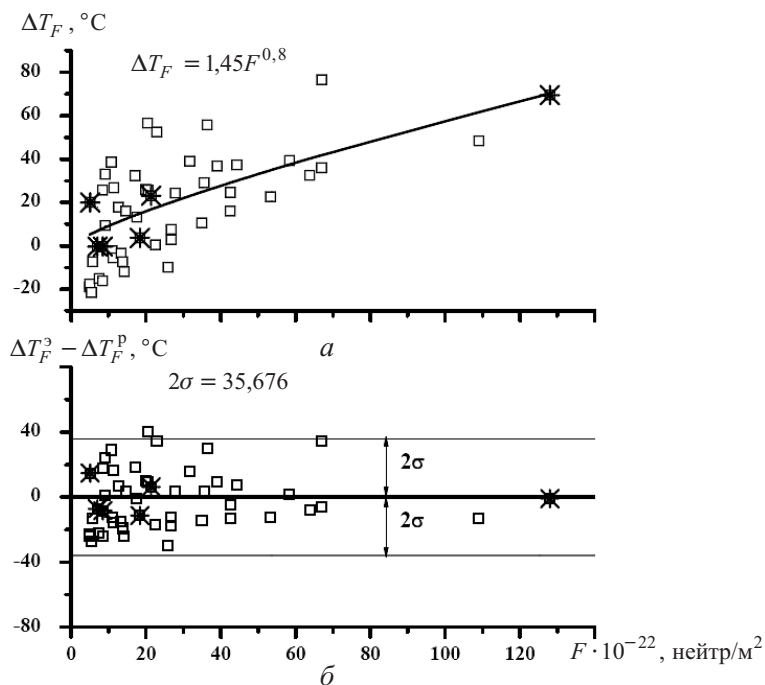 ΔT_F , °C
ΔT_F = 1,45F^{0,8}
80
60
40
20
0
-20
ΔT_F^э − ΔT_F^р, °C
а
2σ = 35,676
80
40
0
-40
-80
2σ
2σ
0 20 40 60 80 100 120
F · 10^{−22} , нейтр/м^2
б